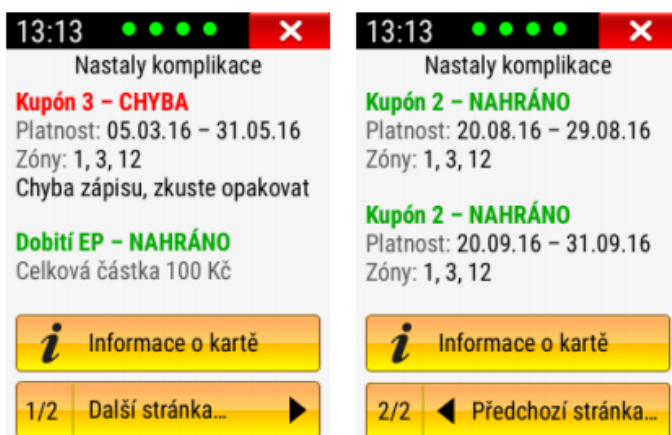 13:13
Nastaly komplikace
Kupón 3 – CHYBA
Platnost: 05.03.16 – 31.05.16
Zóny: 1, 3, 12
Chyba zápisu, zkuste opakovat
Dobití EP – NAHRÁNO
Celková částka 100 Kč
i Informace o kartě
1/2 Další stránka...
13:13
Nastaly komplikace
Kupón 2 – NAHRÁNO
Platnost: 20.08.16 – 29.08.16
Zóny: 1, 3, 12
Kupón 2 – NAHRÁNO
Platnost: 20.09.16 – 31.09.16
Zóny: 1, 3, 12
i Informace o kartě
2/2 Předchozí stránka...